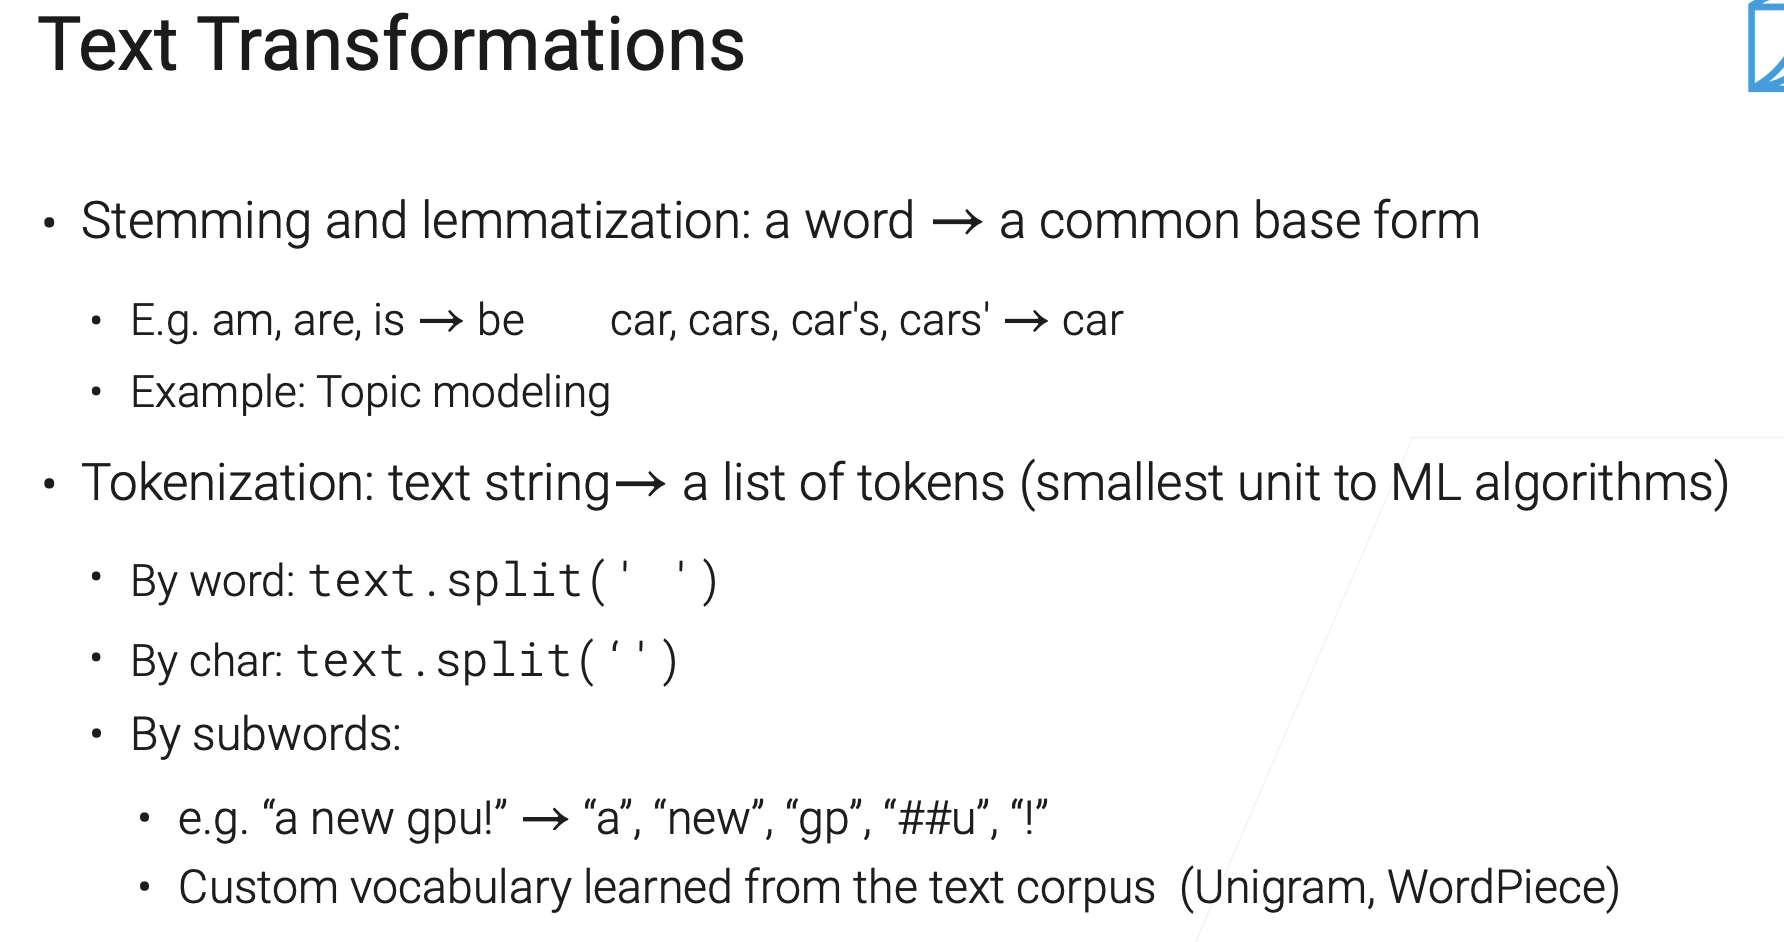 Text Transformations
• Stemming and lemmatization: a word → a common base form
• E.g. am, are, is → be car, cars, car's, cars' → car
• Example: Topic modeling
• Tokenization: text string→ a list of tokens (smallest unit to ML algorithms)
• By word: text.split(' ')
• By char: text.split(‘')
• By subwords:
• e.g. “a new gpu!” → “a”, “new”, “gp”, “##u”, “!”
• Custom vocabulary learned from the text corpus (Unigram, WordPiece)